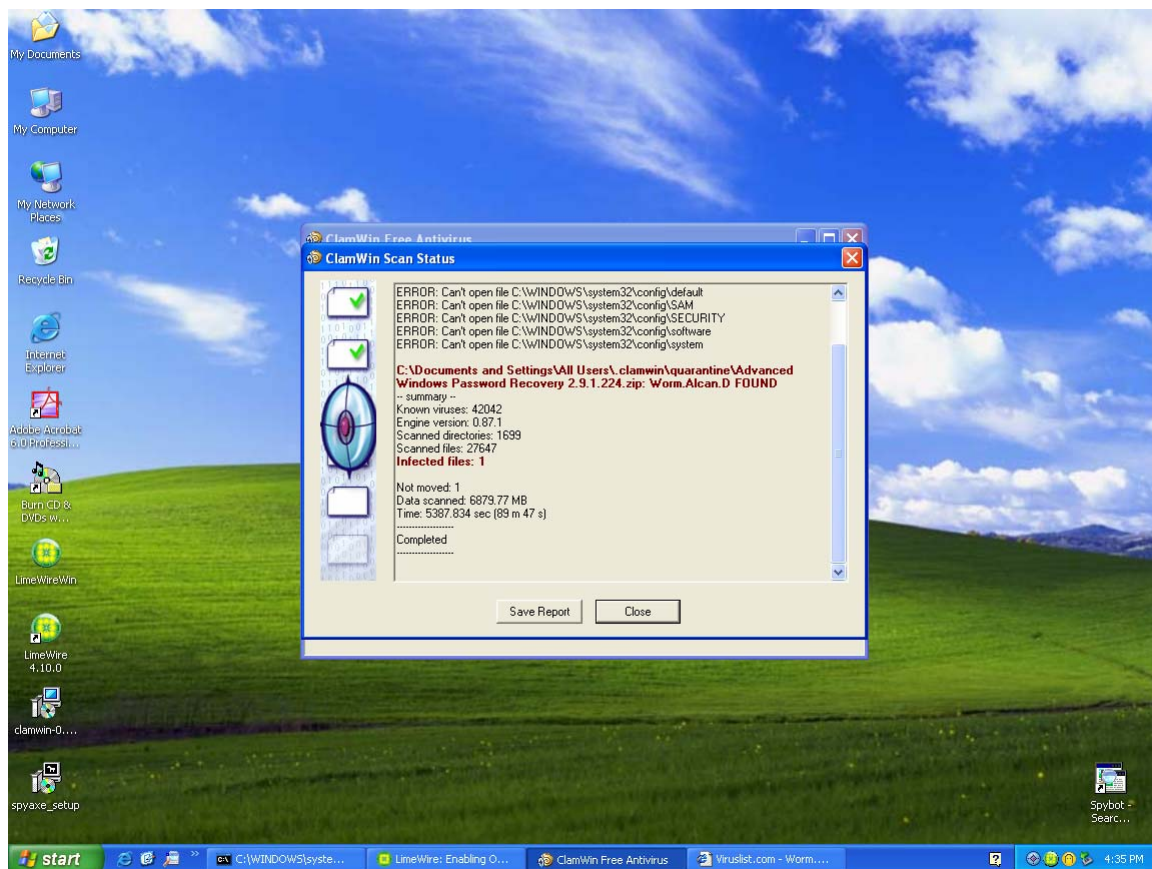 My Documents
My Computer
My Network
Places
Recycle Bin
Internet
Explorer
Adobe Acrobat
6.0 Professi...
Burn CD &
DVDs w...
LimeWireWin
LimeWire
4.10.0
clamwin-0....
spyaxe_setup
ClamWin Free Antivirus
ClamWin Scan Status
ERROR: Can't open file C:\WINDOWS\system32\config\default
ERROR: Can't open file C:\WINDOWS\system32\config\SAM
ERROR: Can't open file C:\WINDOWS\system32\config\SECURITY
ERROR: Can't open file C:\WINDOWS\system32\config\software
ERROR: Can't open file C:\WINDOWS\system32\config\system
C:\Documents and Settings\All Users\.clamwin\quarantine\Advanced
Windows Password Recovery 2.9.1.224.zip: Worm.Alcan.D FOUND
-- summary --
Known viruses: 42042
Engine version: 0.87.1
Scanned directories: 1699
Scanned files: 27647
Infected files: 1
Not moved: 1
Data scanned: 6879.77 MB
Time: 5387.834 sec (89 m 47 s)
-------------------
Completed
-------------------
Save Report
Close
Spybot -
Searc...
start
C:\WINDOWS\syste...
LimeWire: Enabling O...
ClamWin Free Antivirus
Viruslist.com - Worm....
4:35 PM